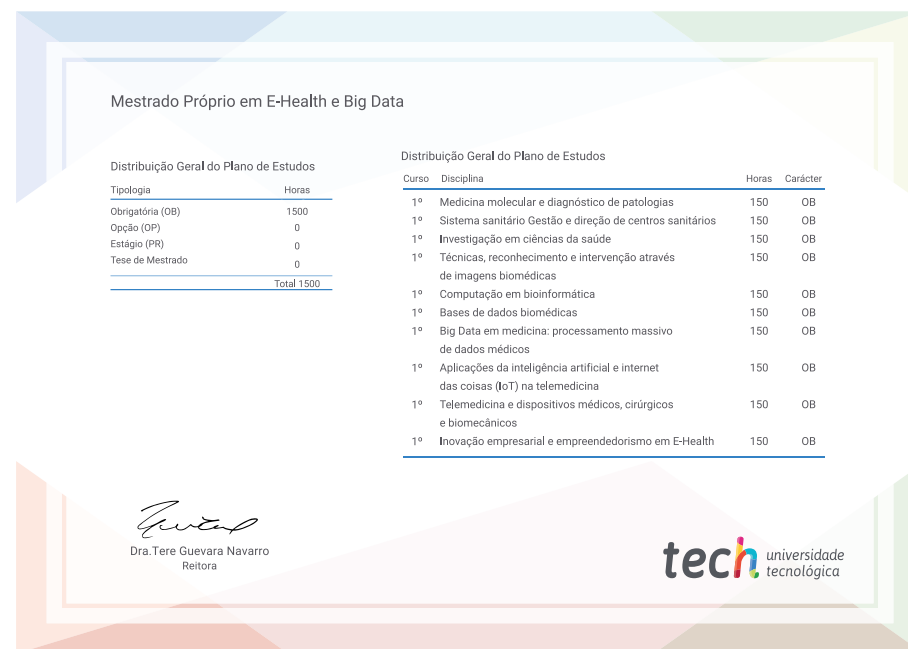 Mestrado Próprio em E-Health e Big Data
Distribuição Geral do Plano de Estudos
Tipologia Horas
Obrigatória (OB) 1500
Opção (OP) 0
Estágio (PR) 0
Tese de Mestrado 0
Total 1500
Distribuição Geral do Plano de Estudos
Curso Disciplina Horas Carácter
1º Medicina molecular e diagnóstico de patologias 150 OB
1º Sistema sanitário Gestão e direção de centros sanitários 150 OB
1º Investigação em ciências da saúde 150 OB
1º Técnicas, reconhecimento e intervenção através 150 OB
de imagens biomédicas
1º Computação em bioinformática 150 OB
1º Bases de dados biomédicas 150 OB
1º Big Data em medicina: processamento massivo 150 OB
de dados médicos
1º Aplicações da inteligência artificial e internet 150 OB
das coisas (IoT) na telemedicina
1º Telemedicina e dispositivos médicos, cirúrgicos 150 OB
e biomecânicos
1º Inovação empresarial e empreendedorismo em E-Health 150 OB
Dra.Tere Guevara Navarro
Reitora
tech universidade
tecnológica